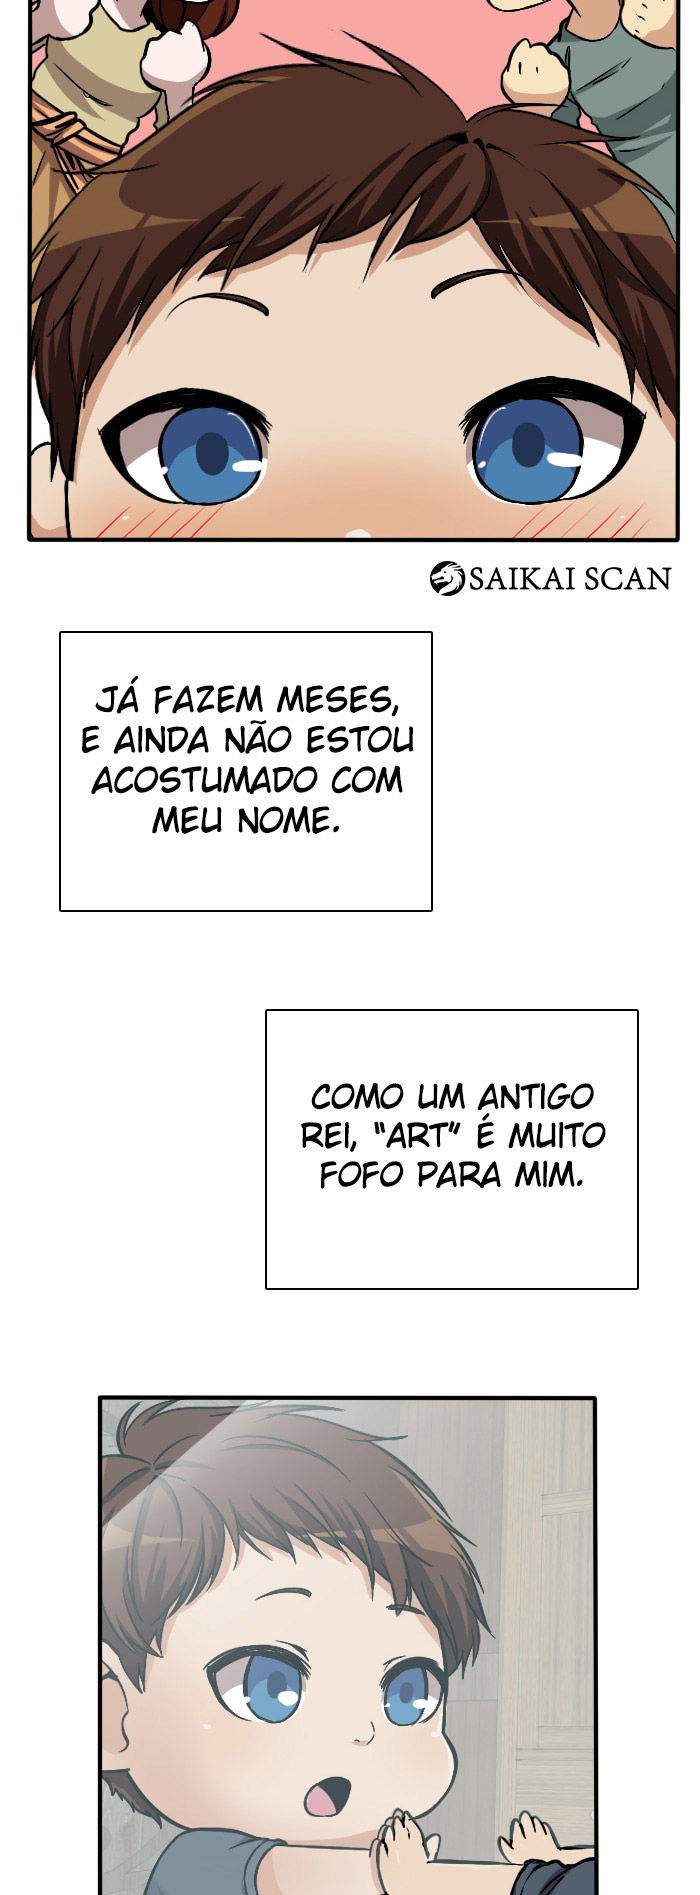 SAIKAI SCAN
JÁ FAZEM MESES,
E AINDA NÃO ESTOU
ACOSTUMADO COM
MEU NOME.
COMO UM ANTIGO
REI, "ART" É MUITO
FOFO PARA MIM.